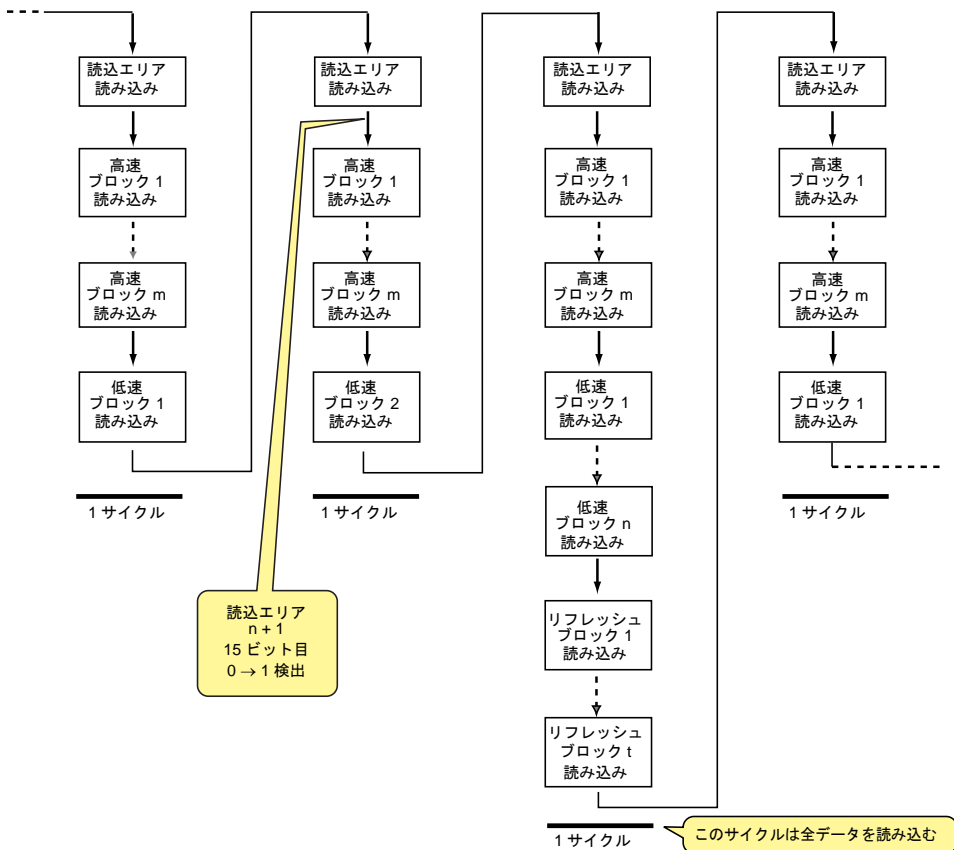 読込エリア
読み込み
高速
ブロック 1
読み込み
高速
ブロック m
読み込み
低速
ブロック 1
読み込み
1 サイクル
読込エリア
読み込み
高速
ブロック 1
読み込み
高速
ブロック m
読み込み
低速
ブロック 2
読み込み
1 サイクル
読込エリア
n + 1
15 ビット目
0 → 1 検出
読込エリア
読み込み
高速
ブロック 1
読み込み
高速
ブロック m
読み込み
低速
ブロック 1
読み込み
低速
ブロック n
読み込み
リフレッシュ
ブロック 1
読み込み
リフレッシュ
ブロック t
読み込み
1 サイクル
このサイクルは全データを読み込む
読込エリア
読み込み
高速
ブロック 1
読み込み
高速
ブロック m
読み込み
低速
ブロック 1
読み込み
1 サイクル